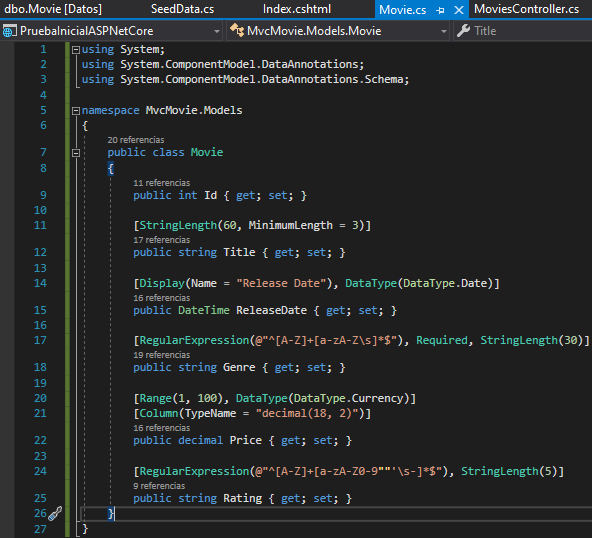 dbo.Movie [Datos] SeedData.cs Index.cshtml Movie.cs MoviesController.cs
PruebaInicialASPNetCore MvcMovie.Models.Movie Title
1 using System;
2 using System.ComponentModel.DataAnnotations;
3 using System.ComponentModel.DataAnnotations.Schema;
4
5 namespace MvcMovie.Models
6 {
20 referencias
7 public class Movie
8 {
11 referencias
9 public int Id { get; set; }
10
11 [StringLength(60, MinimumLength = 3)]
17 referencias
12 public string Title { get; set; }
13
14 [Display(Name = "Release Date"), DataType(DataType.Date)]
16 referencias
15 public DateTime ReleaseDate { get; set; }
16
17 [RegularExpression(@"^[A-Z]+[a-zA-Z\s]*$"), Required, StringLength(30)]
19 referencias
18 public string Genre { get; set; }
19
20 [Range(1, 100), DataType(DataType.Currency)]
21 [Column(TypeName = "decimal(18, 2)")]
16 referencias
22 public decimal Price { get; set; }
23
24 [RegularExpression(@"^[A-Z]+[a-zA-Z0-9""'\s-]*$"), StringLength(5)]
9 referencias
25 public string Rating { get; set; }
26 }
27 }